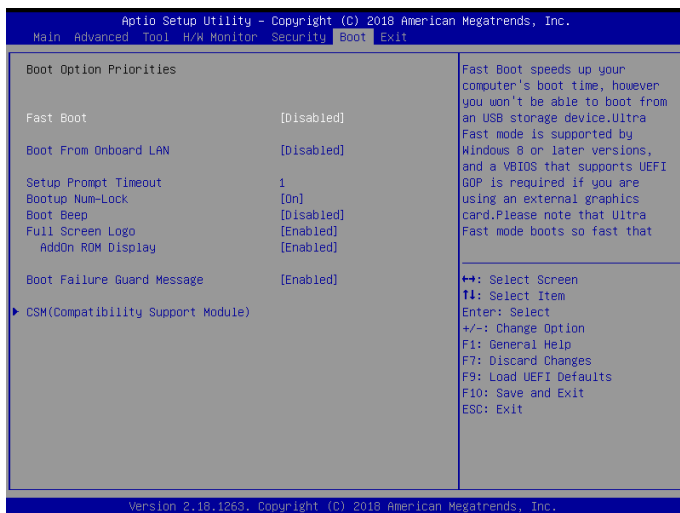 Aptio Setup Utility – Copyright (C) 2018 American Megatrends, Inc.
Main Advanced Tool H/W Monitor Security Boot Exit
Boot Option Priorities
Fast Boot [Disabled]
Boot From Onboard LAN [Disabled]
Setup Prompt Timeout 1
Bootup Num-Lock [On]
Boot Beep [Disabled]
Full Screen Logo [Enabled]
AddOn ROM Display [Enabled]
Boot Failure Guard Message [Enabled]
CSM(Compatibility Support Module)
Fast Boot speeds up your
computer's boot time, however
you won't be able to boot from
an USB storage device.Ultra
Fast mode is supported by
Windows 8 or later versions,
and a VBIOS that supports UEFI
GOP is required if you are
using an external graphics
card.Please note that Ultra
Fast mode boots so fast that
↔: Select Screen
↑↓: Select Item
Enter: Select
+/-: Change Option
F1: General Help
F7: Discard Changes
F9: Load UEFI Defaults
F10: Save and Exit
ESC: Exit
Version 2.18.1263. Copyright (C) 2018 American Megatrends, Inc.